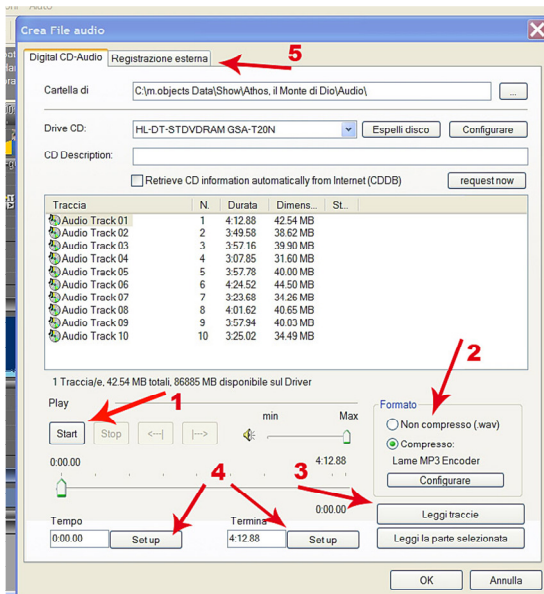 Crea File audio
Digital CD-Audio Registrazione esterna 5
Cartella di C:\m.objects Data\Show\Athos, il Monte di Dio\Audio\ ...
Drive CD: HL-DT-STDVDRAM GSA-T20N Espelli disco Configurare
CD Description:
Retrieve CD information automatically from Internet (CDDB) request now
Traccia N. Durata Dimens... St...
Audio Track 01 1 4:12.88 42.54 MB
Audio Track 02 2 3:49.58 38.62 MB
Audio Track 03 3 3:57.16 39.90 MB
Audio Track 04 4 3:07.85 31.60 MB
Audio Track 05 5 3:57.78 40.00 MB
Audio Track 06 6 4:24.52 44.50 MB
Audio Track 07 7 3:23.68 34.26 MB
Audio Track 08 8 4:01.62 40.65 MB
Audio Track 09 9 3:57.94 40.03 MB
Audio Track 10 10 3:25.02 34.49 MB
2
1 Traccia/e, 42.54 MB totali, 86885 MB disponibile sul Driver
Play 1
min Max
Start Stop <---| |--->
Formato
Non compresso (.wav)
Compresso:
Lame MP3 Encoder
Configurare
0:00.00 4:12.88
4 3
0:00.00
Tempo Termina
0:00.00 Set up 4:12.88 Set up
Leggi traccie
Leggi la parte selezionata
OK Annulla